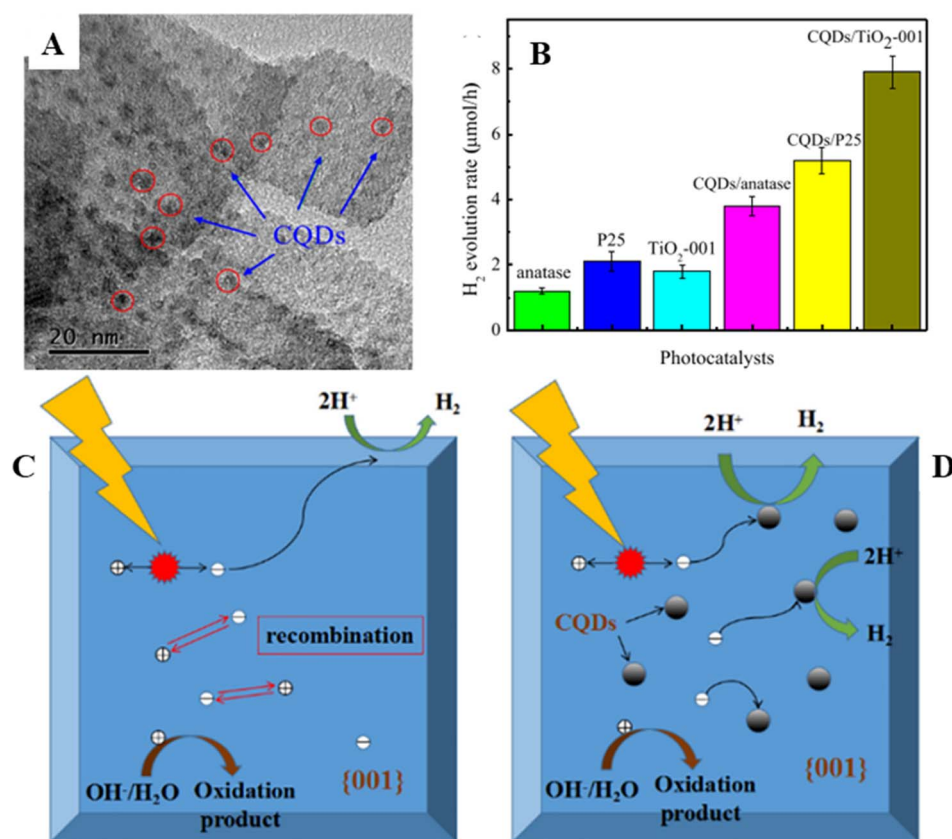 A
CQDs
20 nm
B
H₂ evolution rate (μmol/h)
8
6
4
2
0
anatase
P25
TiO₂-001
CQDs/anatase
CQDs/P25
CQDs/TiO₂-001
Photocatalysts
C
2H⁺
H₂
recombination
OH⁻/H₂O
Oxidation
product
{001}
D
2H⁺
H₂
2H⁺
H₂
CQDs
OH⁻/H₂O
Oxidation
product
{001}